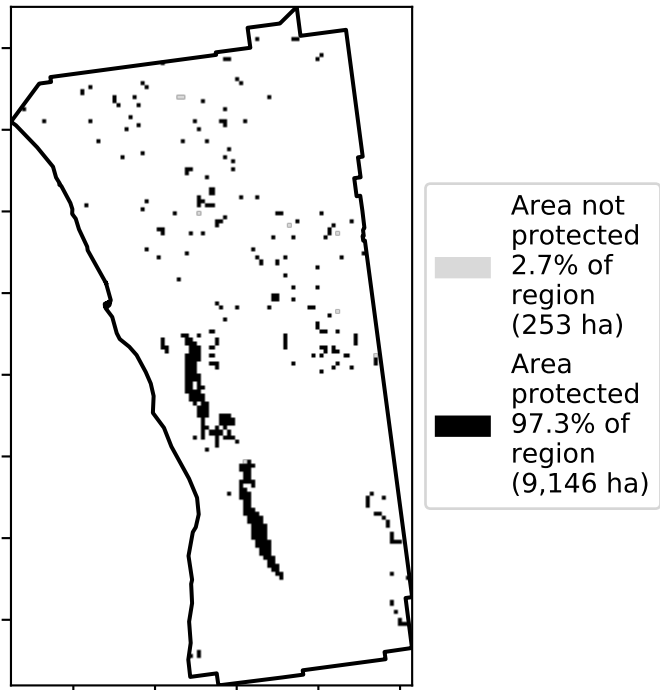 Area not
protected
2.7% of
region
(253 ha)
Area
protected
97.3% of
region
(9,146 ha)